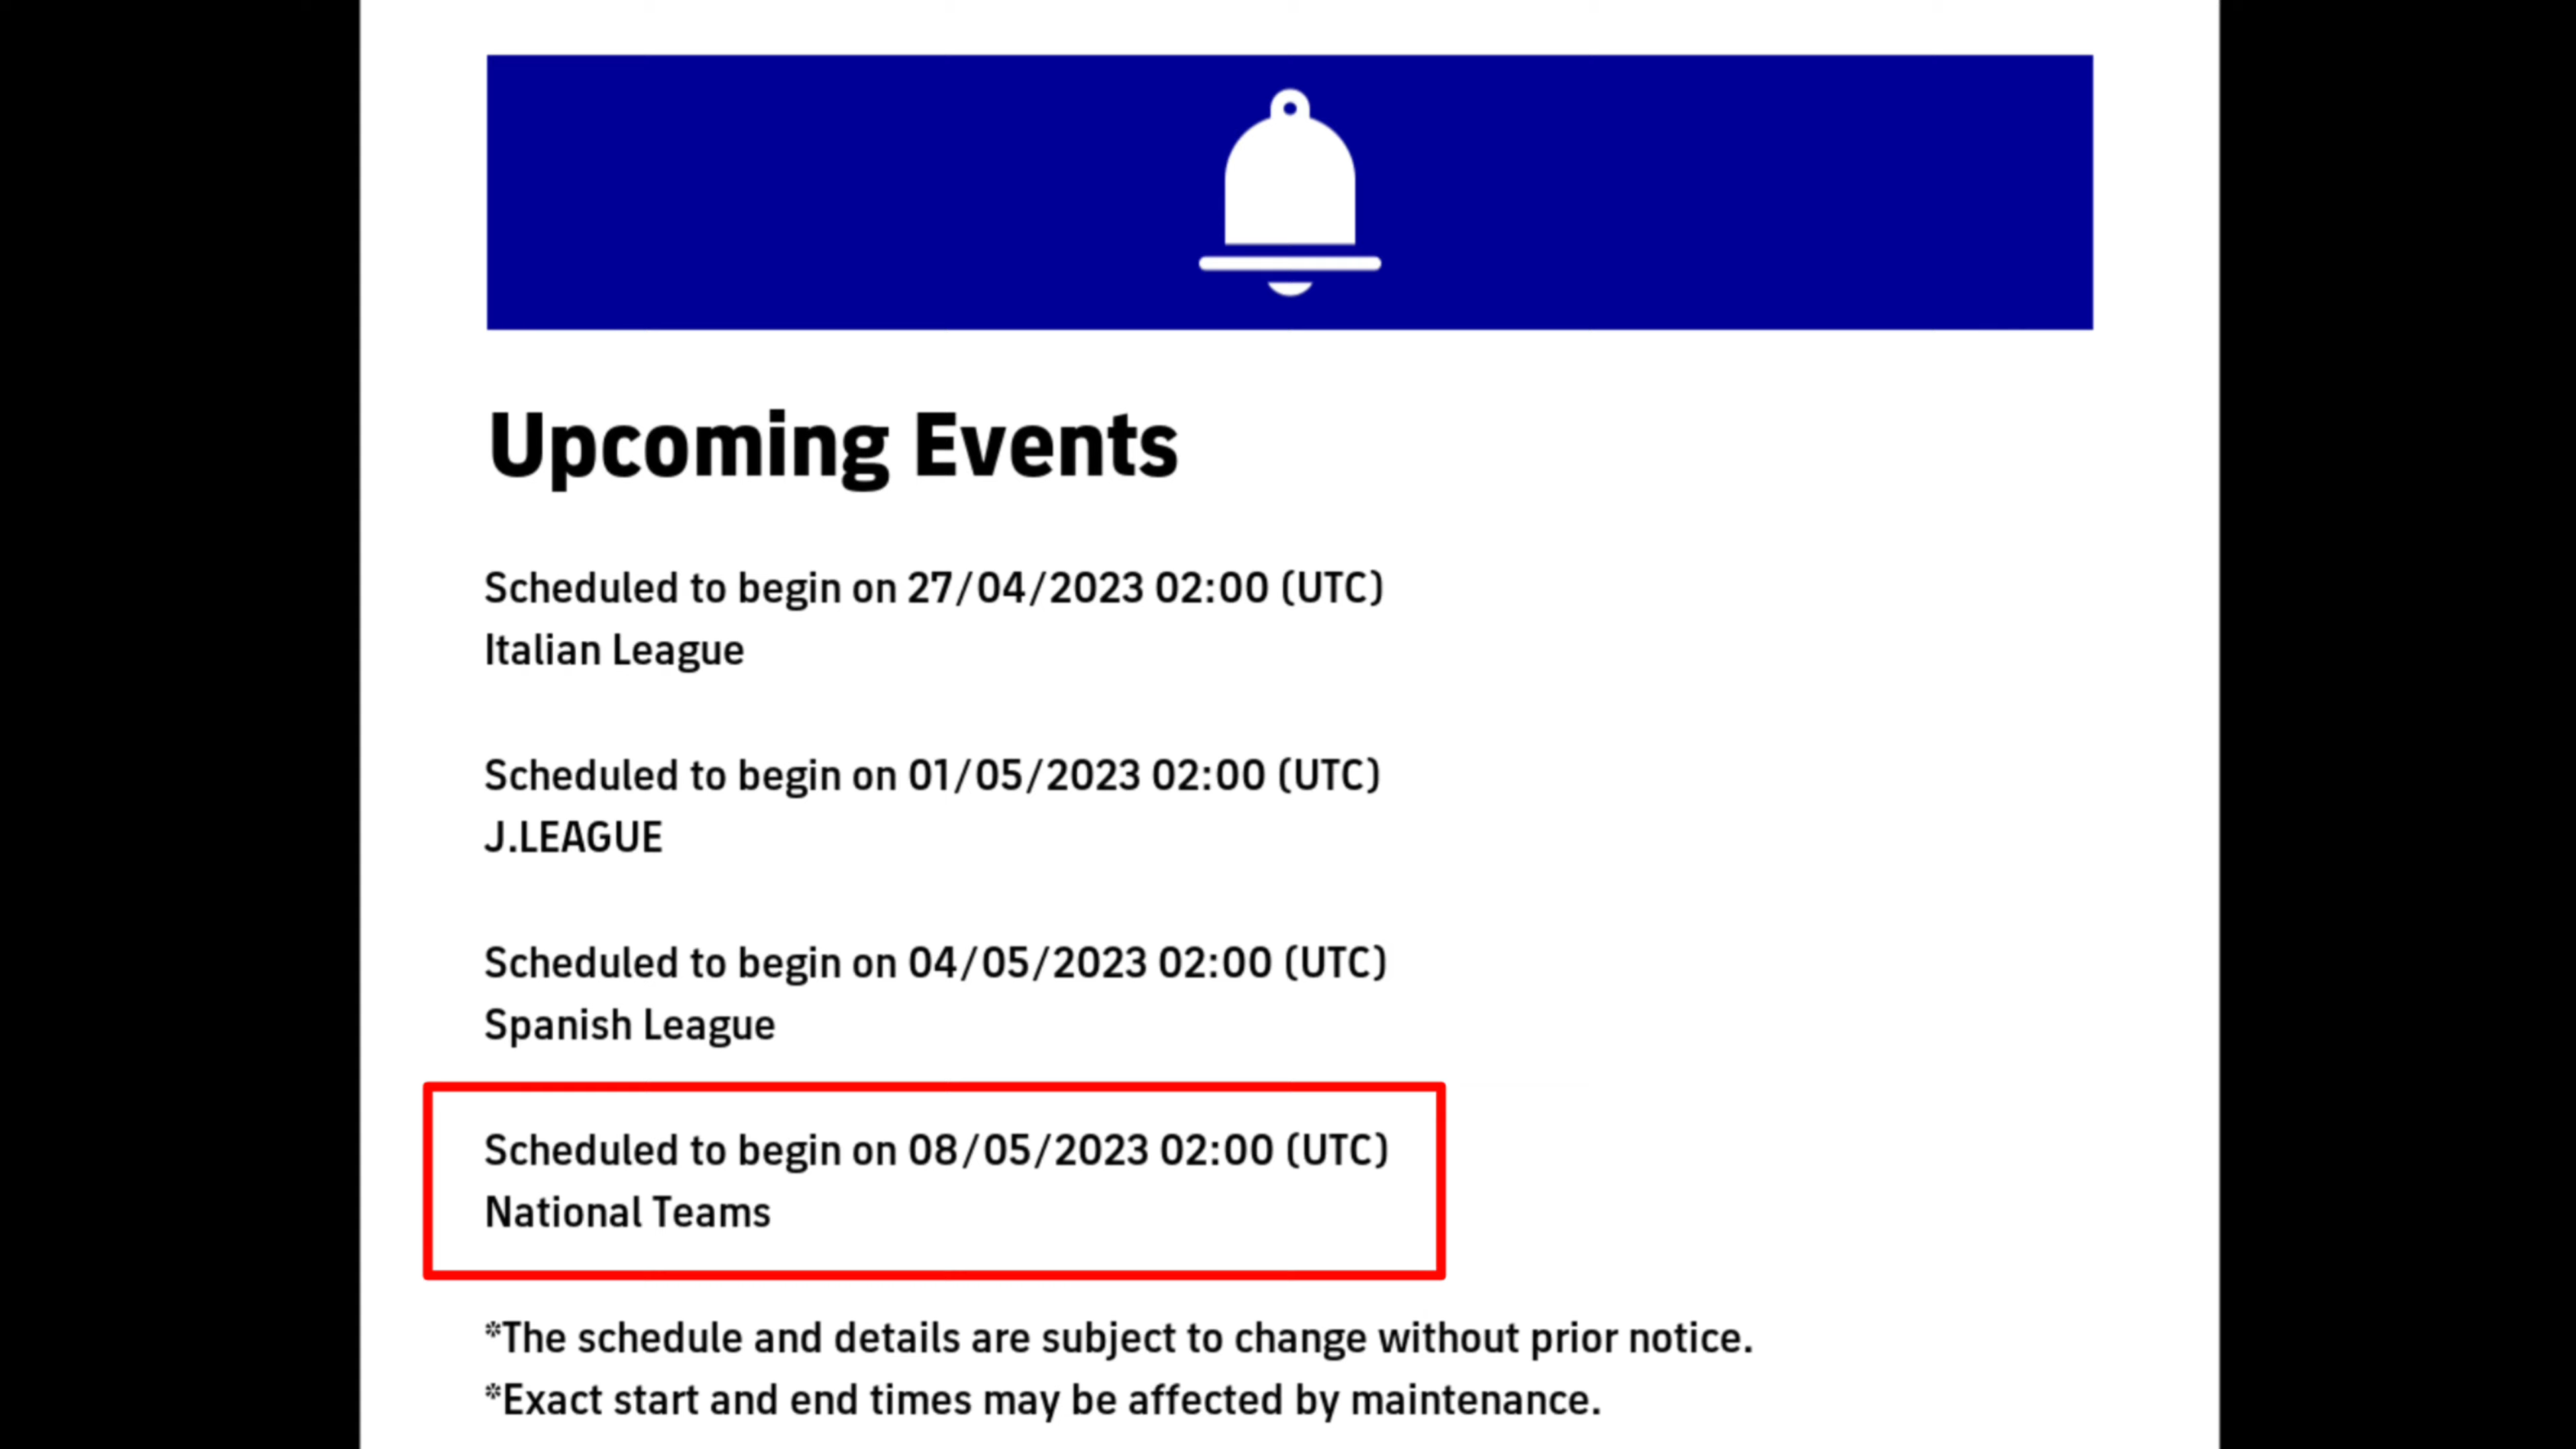 Upcoming Events
Scheduled to begin on 27/04/2023 02:00 (UTC)
Italian League
Scheduled to begin on 01/05/2023 02:00 (UTC)
J.LEAGUE
Scheduled to begin on 04/05/2023 02:00 (UTC)
Spanish League
Scheduled to begin on 08/05/2023 02:00 (UTC)
National Teams
*The schedule and details are subject to change without prior notice.
*Exact start and end times may be affected by maintenance.